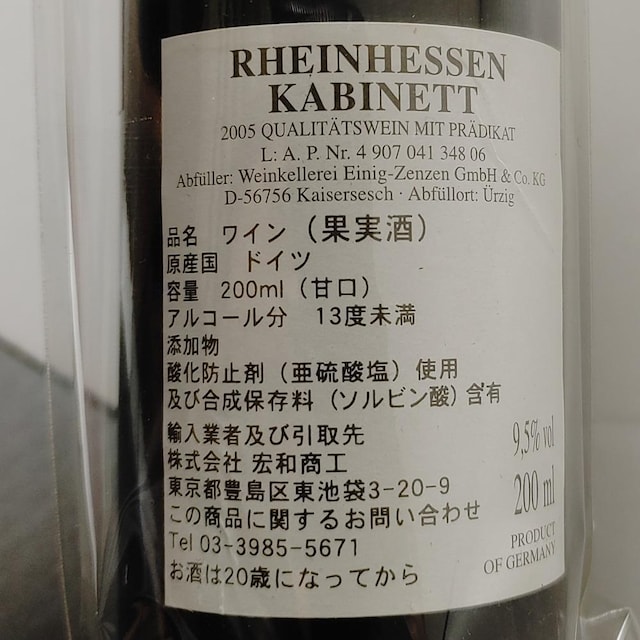 RHEINHESSEN
KABINETT
2005 QUALITÄTSWEIN MIT PRÄDIKAT
L: A. P. Nr. 4 907 041 348 06
Abfüller: Weinkellerei Einig-Zenzen GmbH & Co. KG
D-56756 Kaisersesch · Abfüllort: Ürzig
品名 ワイン(果実酒)
原産国 ドイツ
容量 200ml(甘口)
アルコール分 13度未満
添加物
酸化防止剤(亜硫酸塩)使用
及び合成保存料(ソルビン酸)含有
輸入業者及び引取先
株式会社 宏和商工
東京都豊島区東池袋3-20-9
この商品に関するお問い合わせ
Tel 03-3985-5671
お酒は20歳になってから
9,5% vol
200 ml
PRODUCT
OF GERMANY